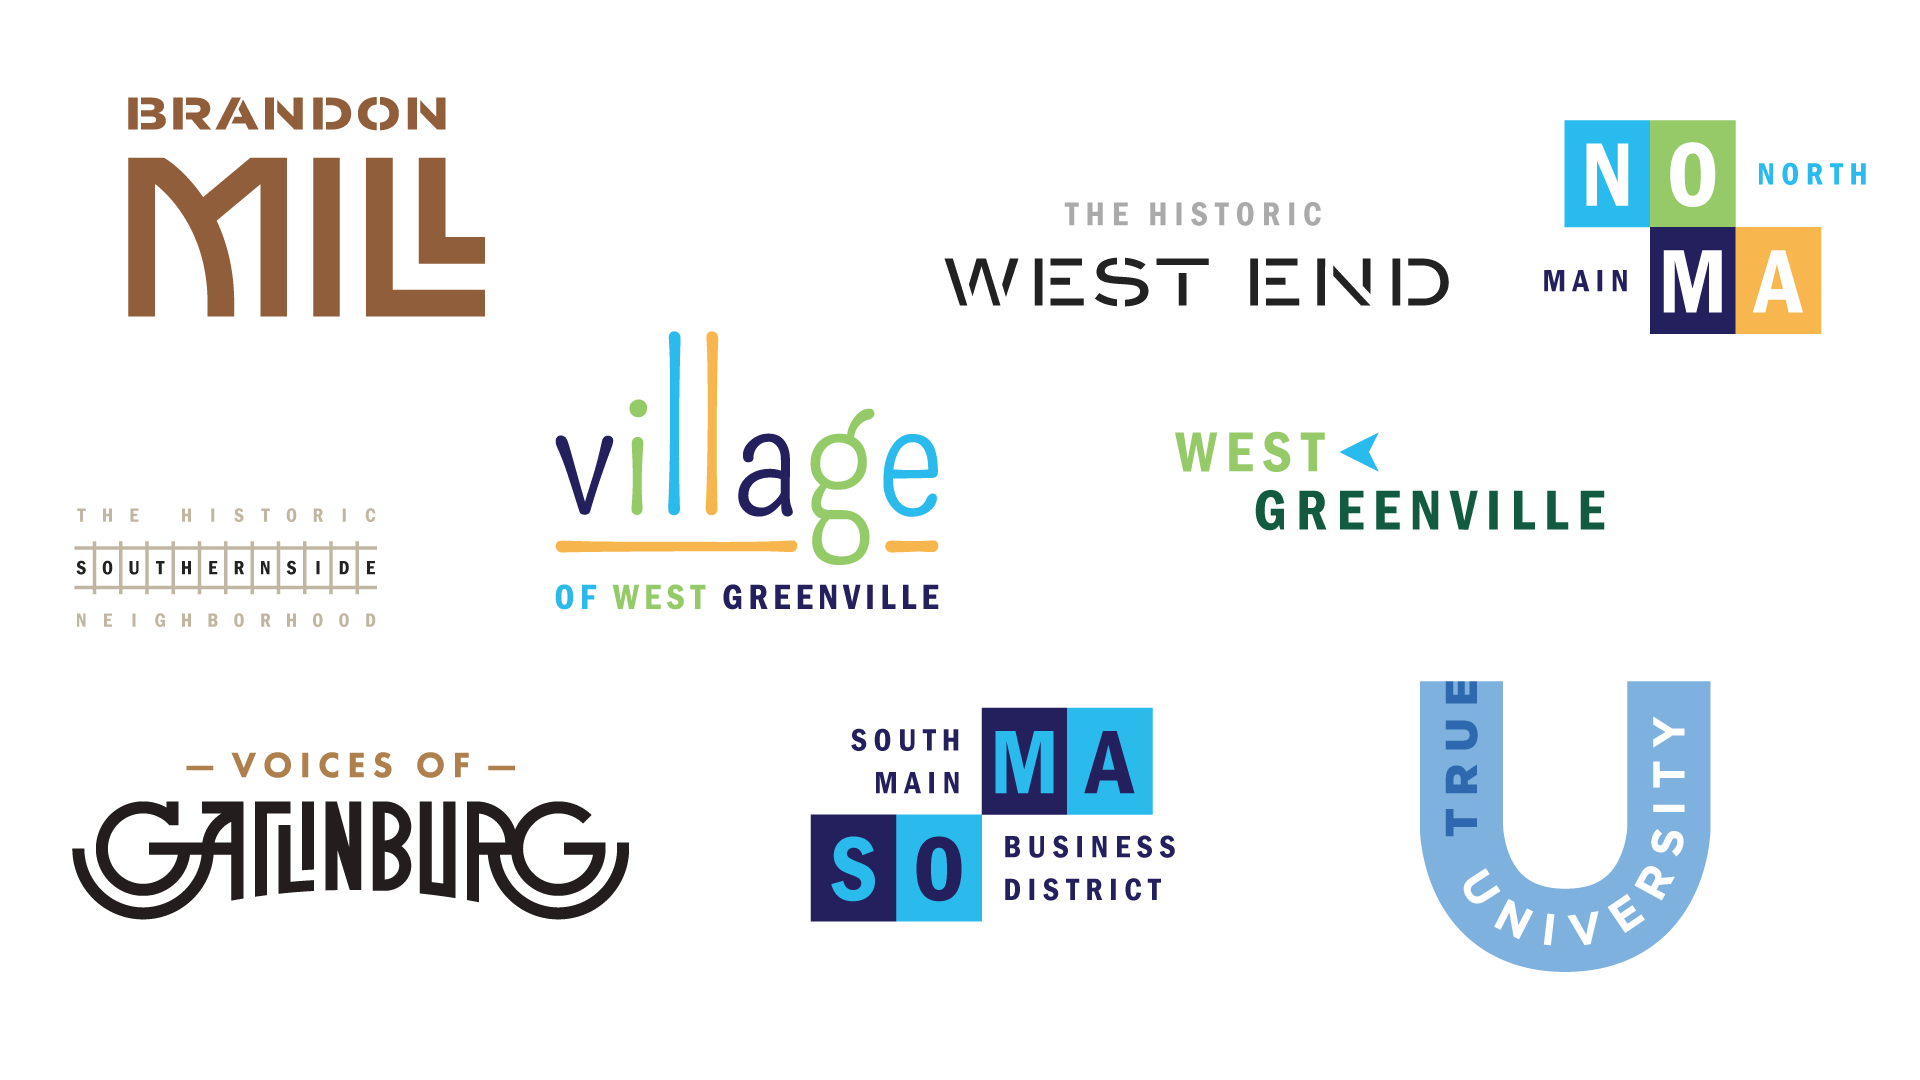 BRANDON
MILL
THE HISTORIC
WEST END
NO
NORTH
MAIN
MA
village
OF WEST GREENVILLE
WEST
GREENVILLE
THE HISTORIC
SOUTHERNSIDE
NEIGHBORHOOD
VOICES OF
GATLINBURG
SOUTH
MAIN
MA
SO
BUSINESS
DISTRICT
TRUE
UNIVERSITY